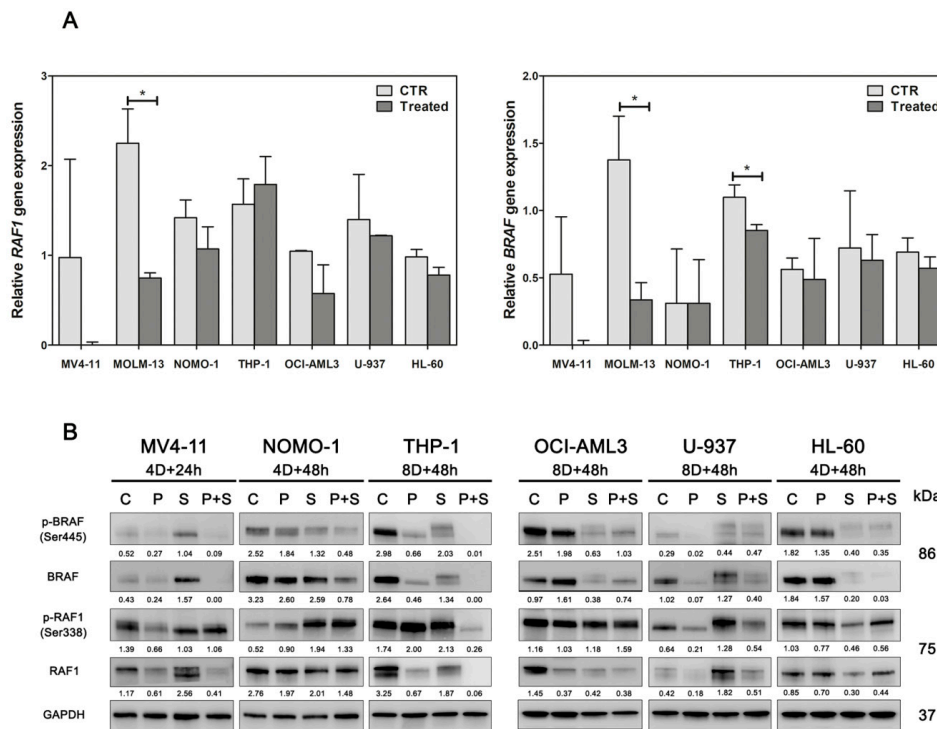 A
Relative RAF1 gene expression
3
2
1
0
CTR
Treated
*
MV4-11 MOLM-13 NOMO-1 THP-1 OCI-AML3 U-937 HL-60
Relative BRAF gene expression
2.0
1.5
1.0
0.5
0.0
CTR
Treated
*
*
MV4-11 MOLM-13 NOMO-1 THP-1 OCI-AML3 U-937 HL-60
B
MV4-11 NOMO-1 THP-1 OCI-AML3 U-937 HL-60
4D+24h 4D+48h 8D+48h 8D+48h 8D+48h 4D+48h
C P S P+S C P S P+S C P S P+S C P S P+S C P S P+S C P S P+S kDa
p-BRAF
(Ser445)
0.52 0.27 1.04 0.09 2.52 1.84 1.32 0.48 2.98 0.66 2.03 0.01 2.51 1.98 0.63 1.03 0.29 0.02 0.44 0.47 1.82 1.35 0.40 0.35
86
BRAF
0.43 0.24 1.57 0.00 3.23 2.60 2.59 0.78 2.64 0.46 1.34 0.00 0.97 1.61 0.38 0.74 1.02 0.07 1.27 0.40 1.84 1.57 0.20 0.03
p-RAF1
(Ser338)
1.39 0.66 1.03 1.06 0.52 0.90 1.94 1.33 1.74 2.00 2.13 0.26 1.16 1.03 1.18 1.59 0.64 0.21 1.28 0.54 1.03 0.77 0.46 0.56
75
RAF1
1.17 0.61 2.56 0.41 2.76 1.97 2.01 1.48 3.25 0.67 1.87 0.06 1.45 0.37 0.42 0.38 0.42 0.18 1.82 0.51 0.85 0.70 0.30 0.44
GAPDH 37